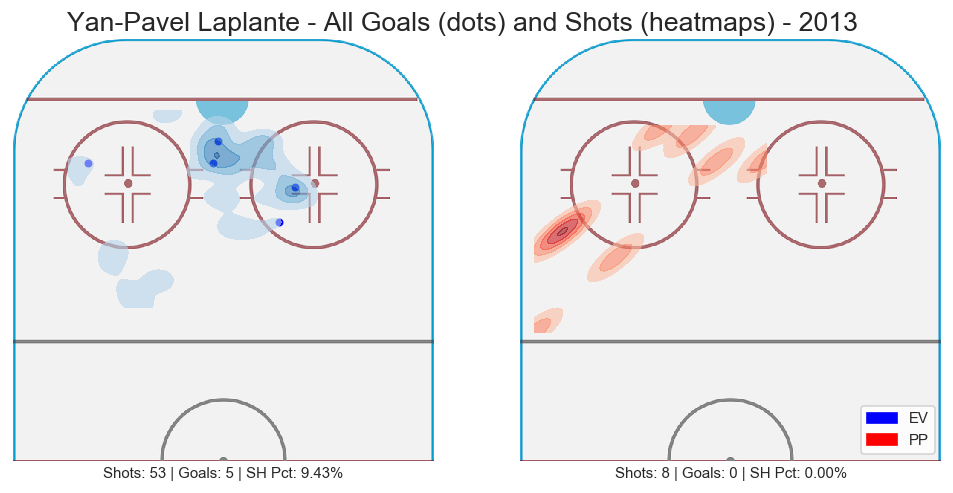 Yan-Pavel Laplante - All Goals (dots) and Shots (heatmaps) - 2013
EV
PP
Shots: 53 | Goals: 5 | SH Pct: 9.43%
Shots: 8 | Goals: 0 | SH Pct: 0.00%